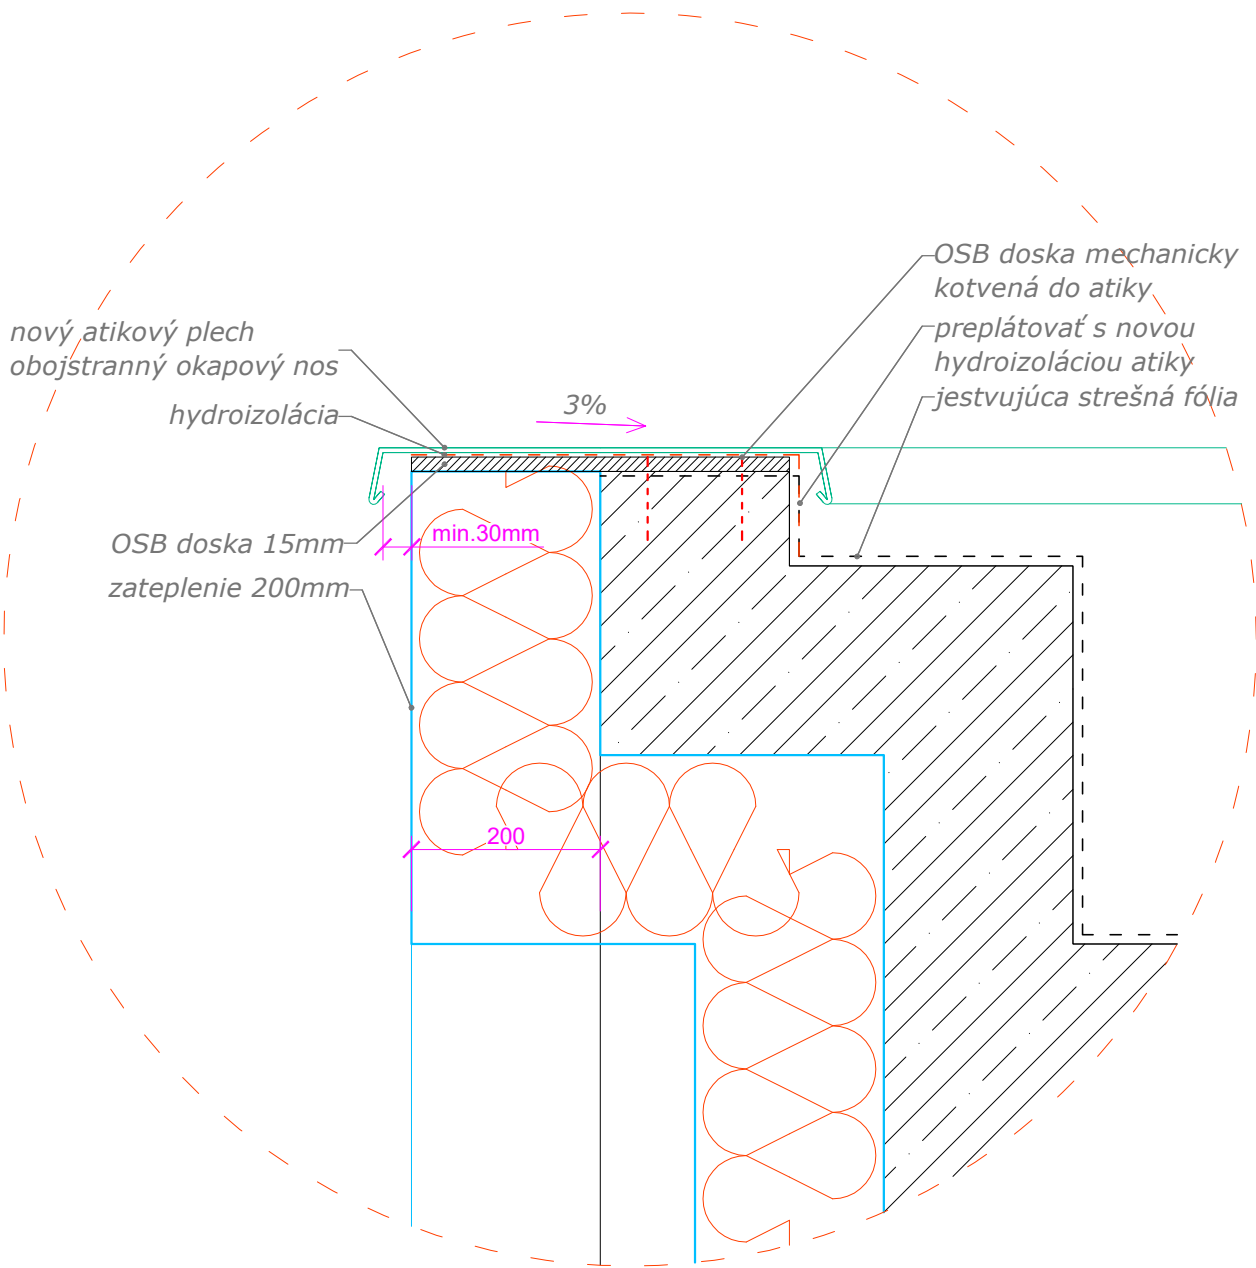 nový atikový plech
obojstranný okapový nos
hydroizolácia
3%
OSB doska mechanicky
kotvená do atiky
preplátovať s novou
hydroizoláciou atiky
jestvujúca strešná fólia
OSB doska 15mm
min.30mm
zateplenie 200mm
200